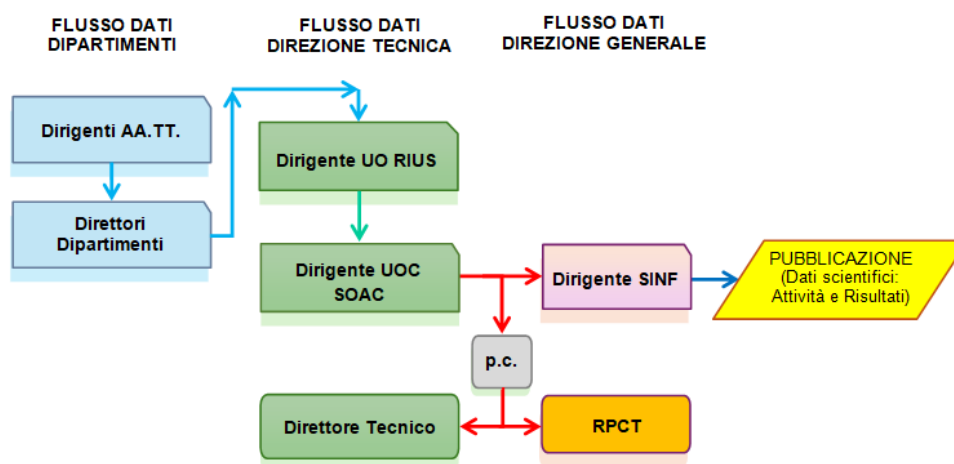 FLUSSO DATI
DIPARTIMENTI
FLUSSO DATI
DIREZIONE TECNICA
FLUSSO DATI
DIREZIONE GENERALE
Dirigenti AA.TT.
Direttori
Dipartimenti
Dirigente UO RIUS
Dirigente UOC
SOAC
Dirigente SINF
PUBBLICAZIONE
(Dati scientifici:
Attività e Risultati)
p.c.
Direttore Tecnico
RPCT